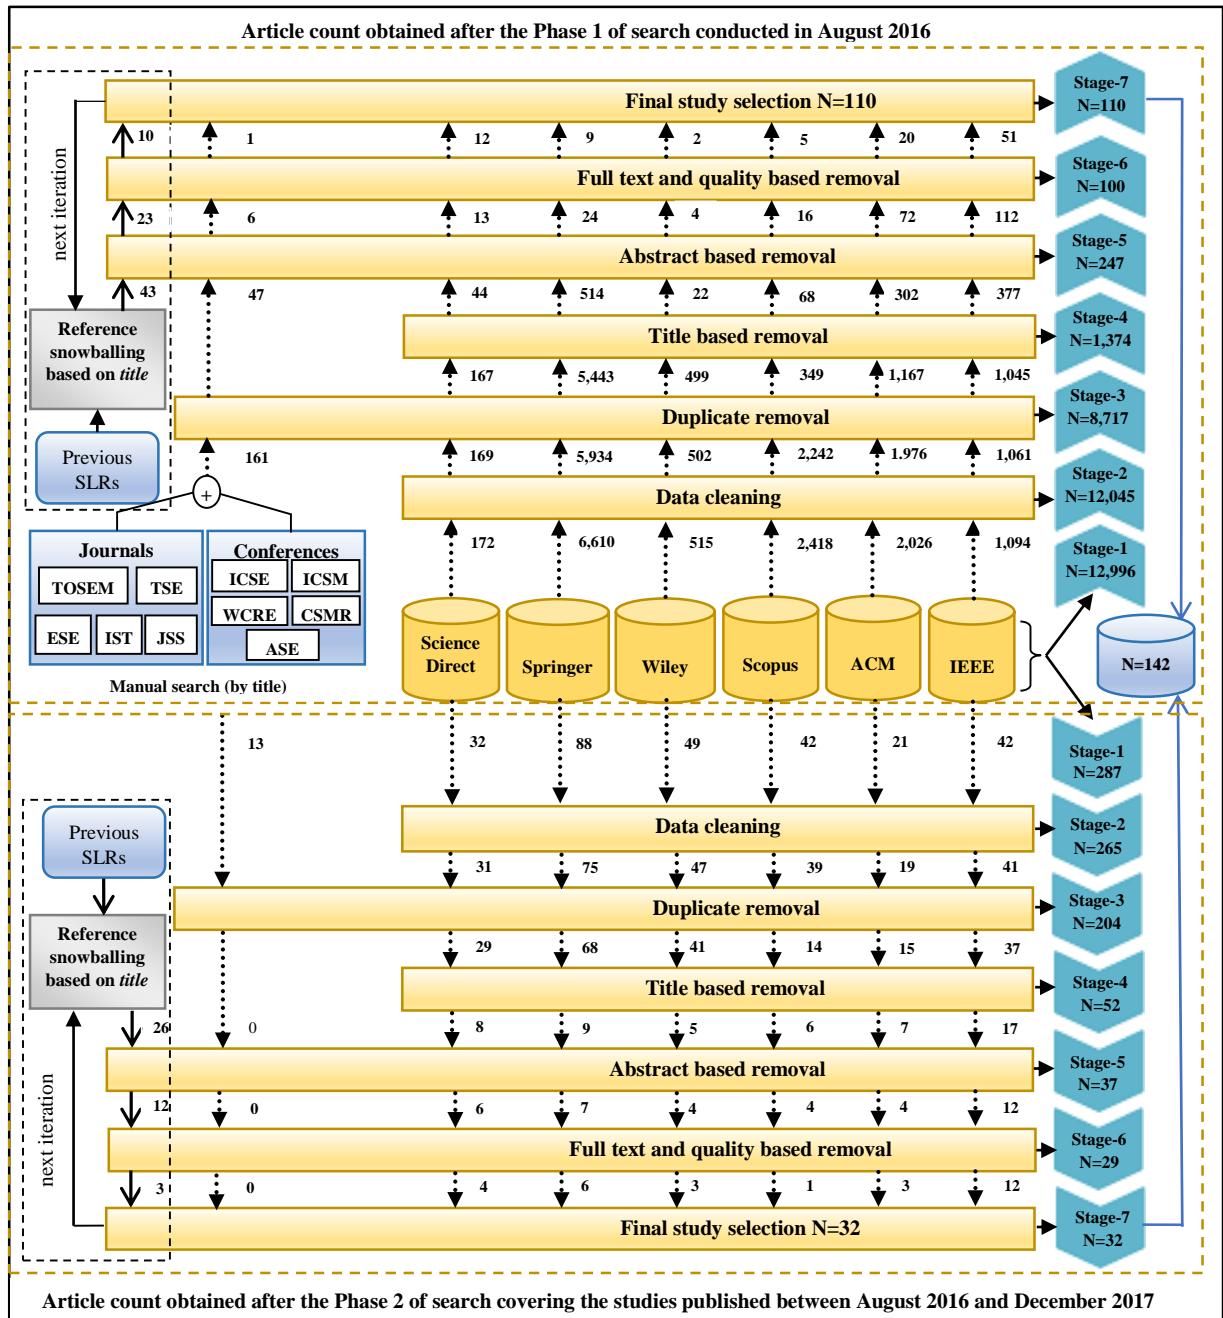 Article count obtained after the Phase 1 of search conducted in August 2016
Final study selection N=110
Stage-7
N=110
10
1
12
9
2
5
20
51
Full text and quality based removal
Stage-6
N=100
next iteration
23
6
13
24
4
16
72
112
Abstract based removal
Stage-5
N=247
43
47
44
514
22
68
302
377
Reference
snowballing
based on title
Title based removal
Stage-4
N=1,374
167
5,443
499
349
1,167
1,045
Duplicate removal
Stage-3
N=8,717
Previous
SLRs
161
169
5,934
502
2,242
1.976
1,061
+
Data cleaning
Stage-2
N=12,045
172
6,610
515
2,418
2,026
1,094
Stage-1
N=12,996
Journals
TOSEM
TSE
ESE
IST
JSS
Conferences
ICSE
ICSM
WCRE
CSMR
ASE
Manual search (by title)
Science
Direct
Springer
Wiley
Scopus
ACM
IEEE
N=142
13
32
88
49
42
21
42
Stage-1
N=287
Previous
SLRs
Data cleaning
Stage-2
N=265
31
75
47
39
19
41
Duplicate removal
Stage-3
N=204
Reference
snowballing
based on title
29
68
41
14
15
37
Title based removal
Stage-4
N=52
26
0
8
9
5
6
7
17
Abstract based removal
Stage-5
N=37
next iteration
12
0
6
7
4
4
4
12
Full text and quality based removal
Stage-6
N=29
3
0
4
6
3
1
3
12
Final study selection N=32
Stage-7
N=32
Article count obtained after the Phase 2 of search covering the studies published between August 2016 and December 2017